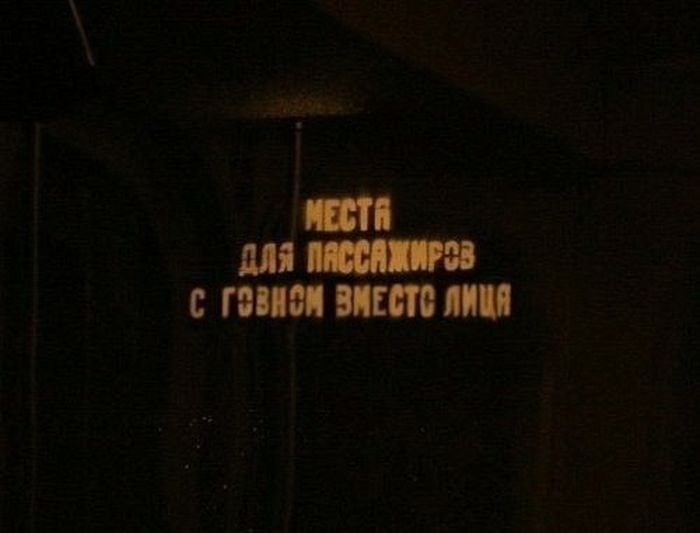 МЕСТА
ДЛЯ ПАССАЖИРОВ
С ГОВНОМ ВМЕСТО ЛИЦА